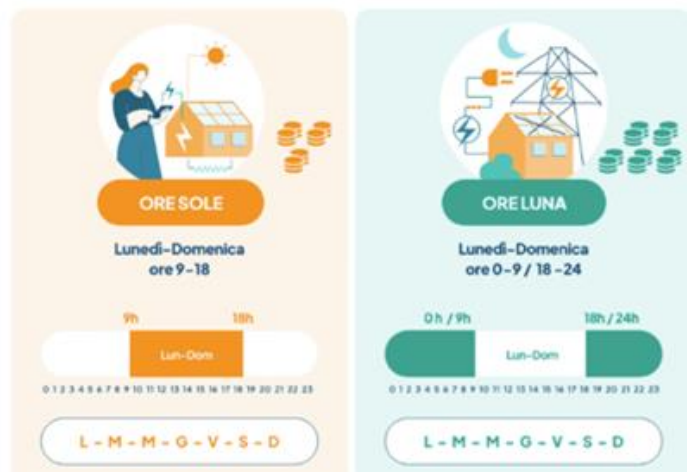 ORE SOLE
Lunedì-Domenica
ore 9-18
9h 18h
Lun-Dom
0 1 2 3 4 5 6 7 8 9 10 11 12 13 14 15 16 17 18 19 20 21 22 23
L - M - M - G - V - S - D
ORE LUNA
Lunedì-Domenica
ore 0-9 / 18-24
0h / 9h 18h / 24h
Lun-Dom
0 1 2 3 4 5 6 7 8 9 10 11 12 13 14 15 16 17 18 19 20 21 22 23
L - M - M - G - V - S - D